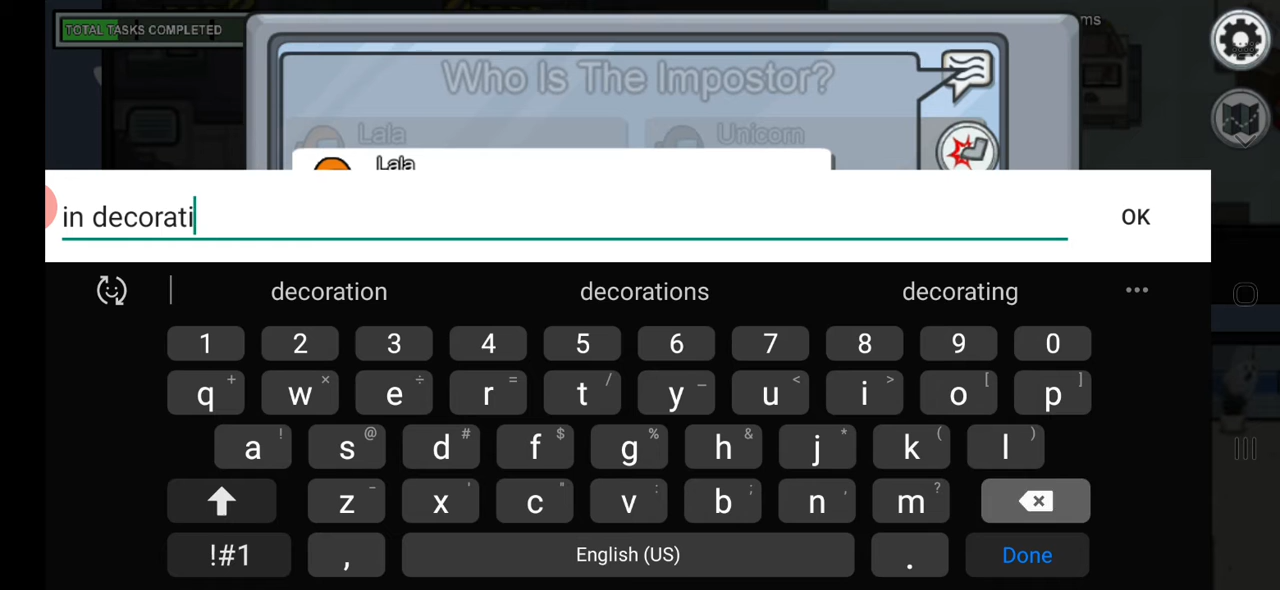 TOTAL TASKS COMPLETED
ms
Who Is The Impostor?
Lala Unicorn
Lala
in decorati OK
decoration decorations decorating
1 2 3 4 5 6 7 8 9 0
q + w × e ÷ r = t / y _ u < i > o [ p ]
a ! s @ d # f $ g % h & j * k ( l )
z - x ' c " v : b ; n , m ?
!#1 , English (US) . Done